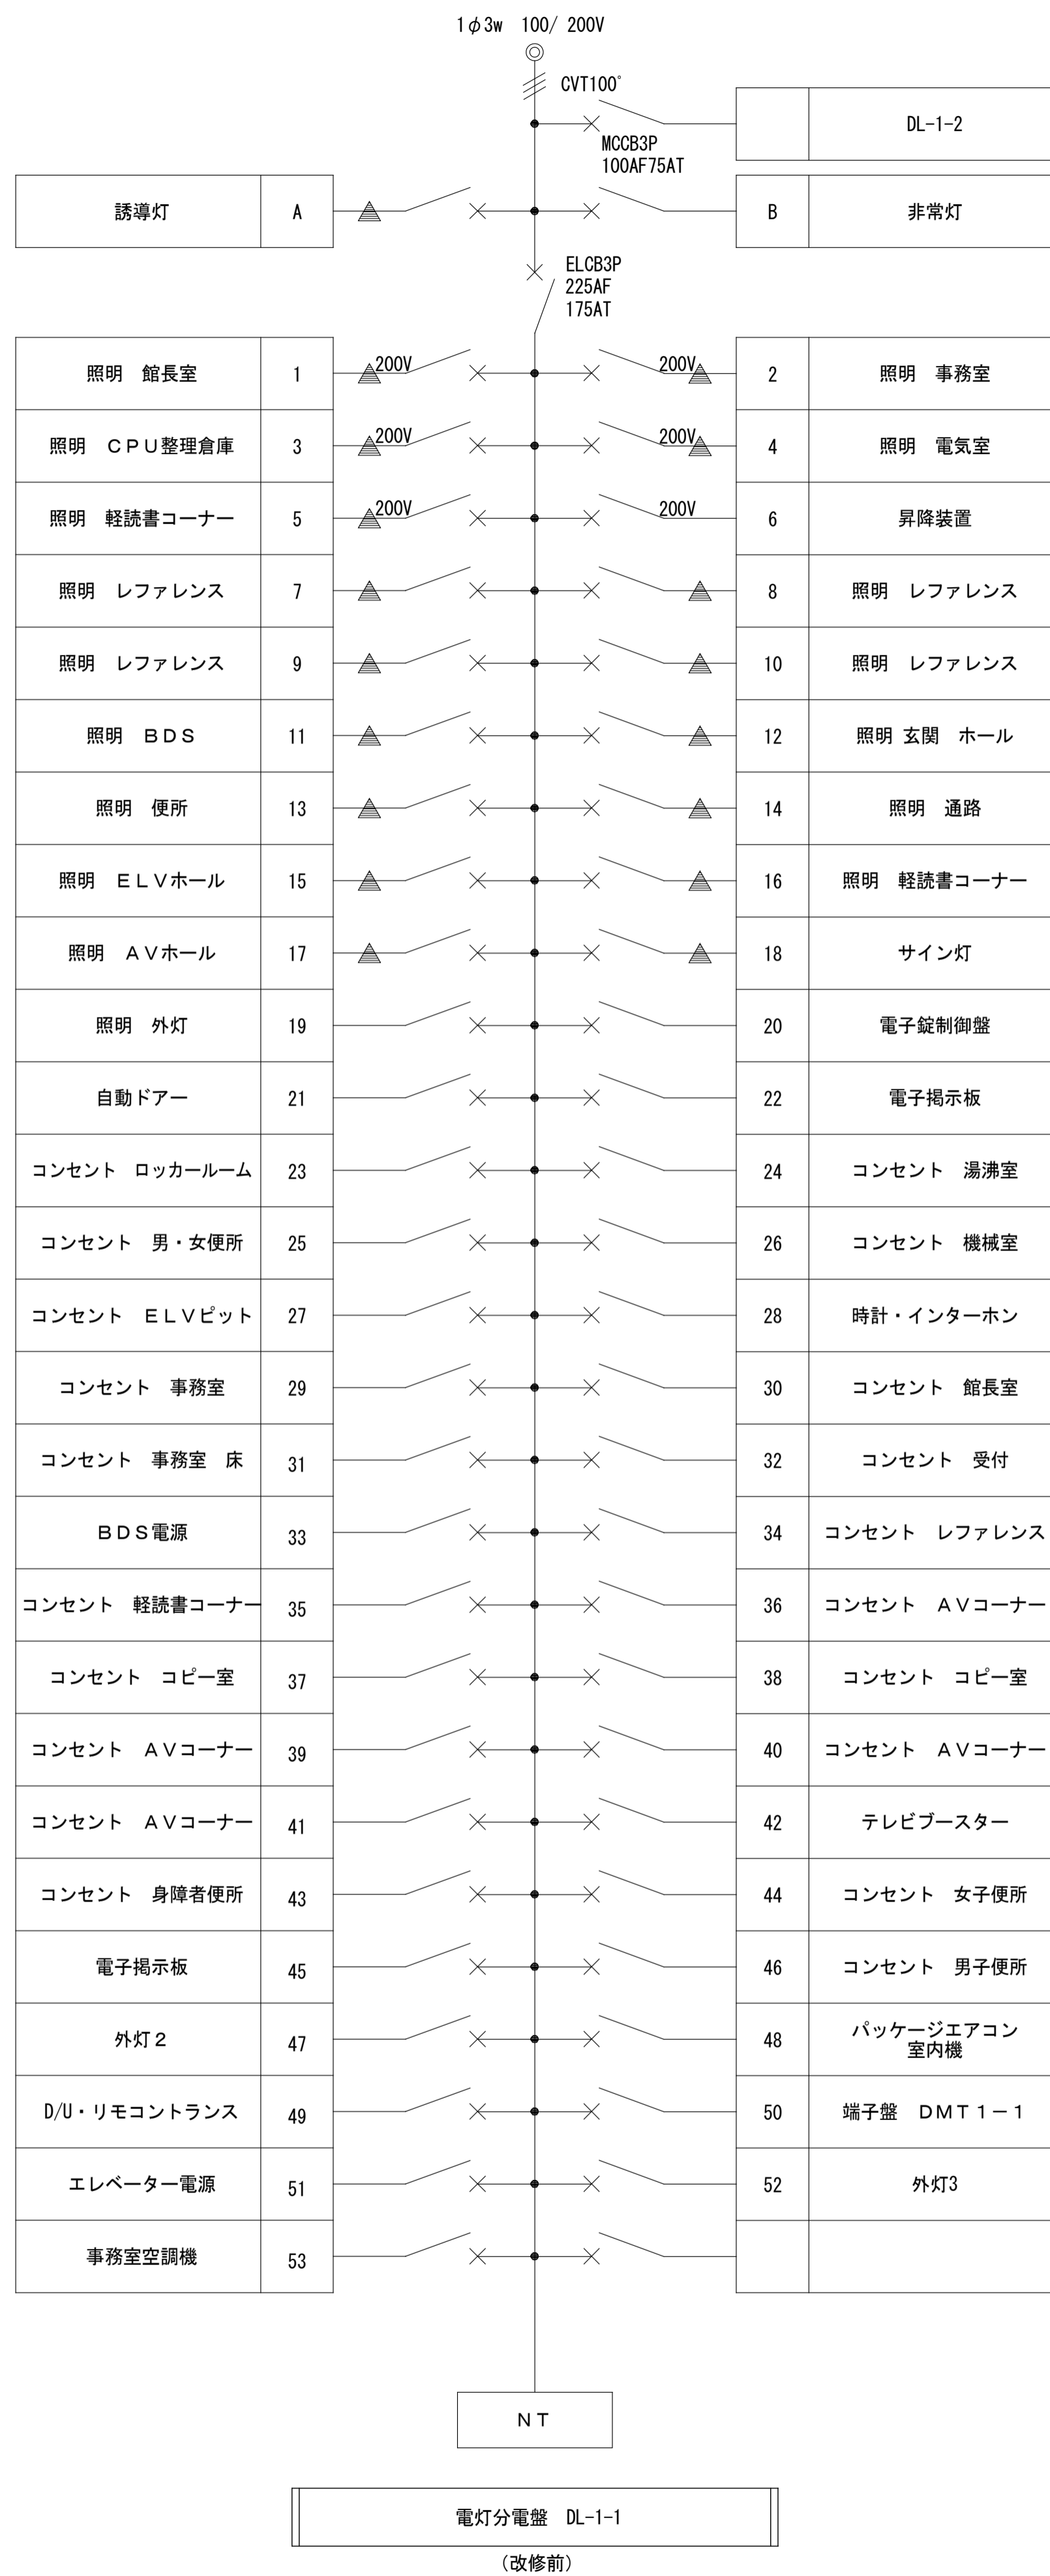 1φ3w 100/ 200V
CVT100°
DL-1-2
MCCB3P
100AF75AT
誘導灯 A B 非常灯
ELCB3P
225AF
175AT
照明 館長室 1 200V 200V 2 照明 事務室
照明 CPU整理倉庫 3 200V 200V 4 照明 電気室
照明 軽読書コーナー 5 200V 200V 6 昇降装置
照明 レファレンス 7 8 照明 レファレンス
照明 レファレンス 9 10 照明 レファレンス
照明 BDS 11 12 照明 玄関 ホール
照明 便所 13 14 照明 通路
照明 ELVホール 15 16 照明 軽読書コーナー
照明 AVホール 17 18 サイン灯
照明 外灯 19 20 電子錠制御盤
自動ドアー 21 22 電子掲示板
コンセント ロッカールーム 23 24 コンセント 湯沸室
コンセント 男・女便所 25 26 コンセント 機械室
コンセント ELVピット 27 28 時計・インターホン
コンセント 事務室 29 30 コンセント 館長室
コンセント 事務室 床 31 32 コンセント 受付
BDS電源 33 34 コンセント レファレンス
コンセント 軽読書コーナー 35 36 コンセント AVコーナー
コンセント コピー室 37 38 コンセント コピー室
コンセント AVコーナー 39 40 コンセント AVコーナー
コンセント AVコーナー 41 42 テレビブースター
コンセント 身障者便所 43 44 コンセント 女子便所
電子掲示板 45 46 コンセント 男子便所
外灯2 47 48 パッケージエアコン
室内機
D/U・リモコントランス 49 50 端子盤 DMT1-1
エレベーター電源 51 52 外灯3
事務室空調機 53
NT
電灯分電盤 DL-1-1
(改修前)